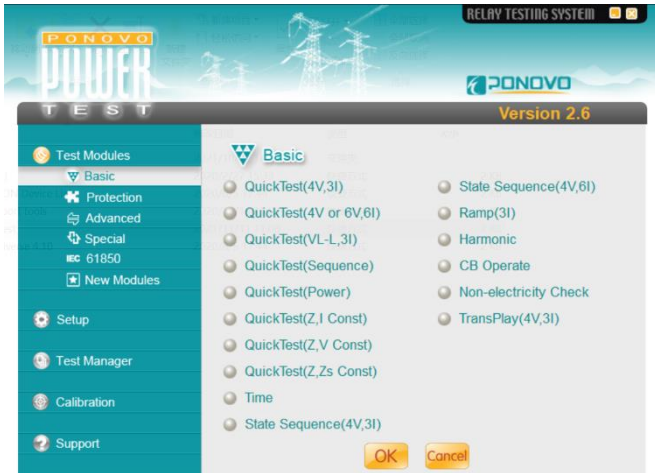 RELAY TESTING SYSTEM
PONOVO
POWER
TEST
PONOVO
Version 2.6
Test Modules
Basic
Protection
Advanced
Special
IEC 61850
New Modules
Setup
Test Manager
Calibration
Support
Basic
QuickTest(4V,3I)
QuickTest(4V or 6V,6I)
QuickTest(VL-L,3I)
QuickTest(Sequence)
QuickTest(Power)
QuickTest(Z,I Const)
QuickTest(Z,V Const)
QuickTest(Z,Zs Const)
Time
State Sequence(4V,3I)
State Sequence(4V,6I)
Ramp(3I)
Harmonic
CB Operate
Non-electricity Check
TransPlay(4V,3I)
OK
Cancel